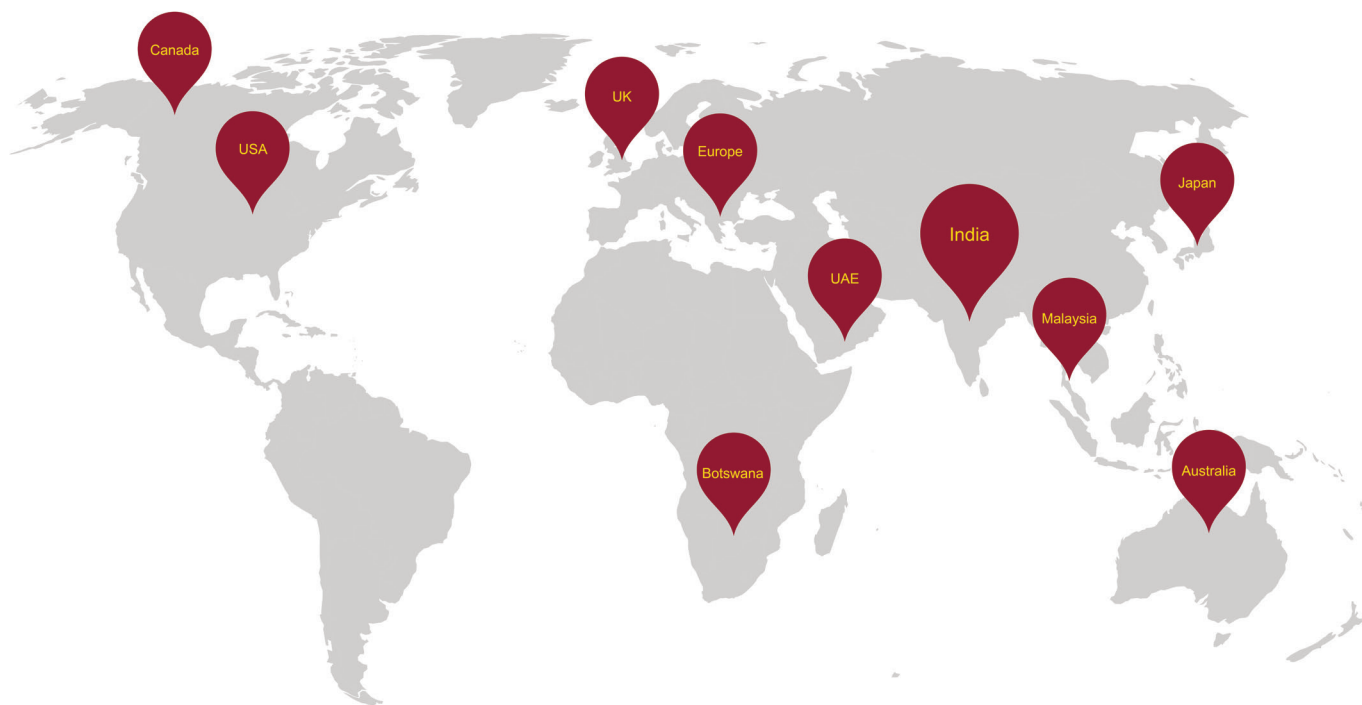 Canada
UK
USA
Europe
Japan
India
UAE
Malaysia
Botswana
Australia